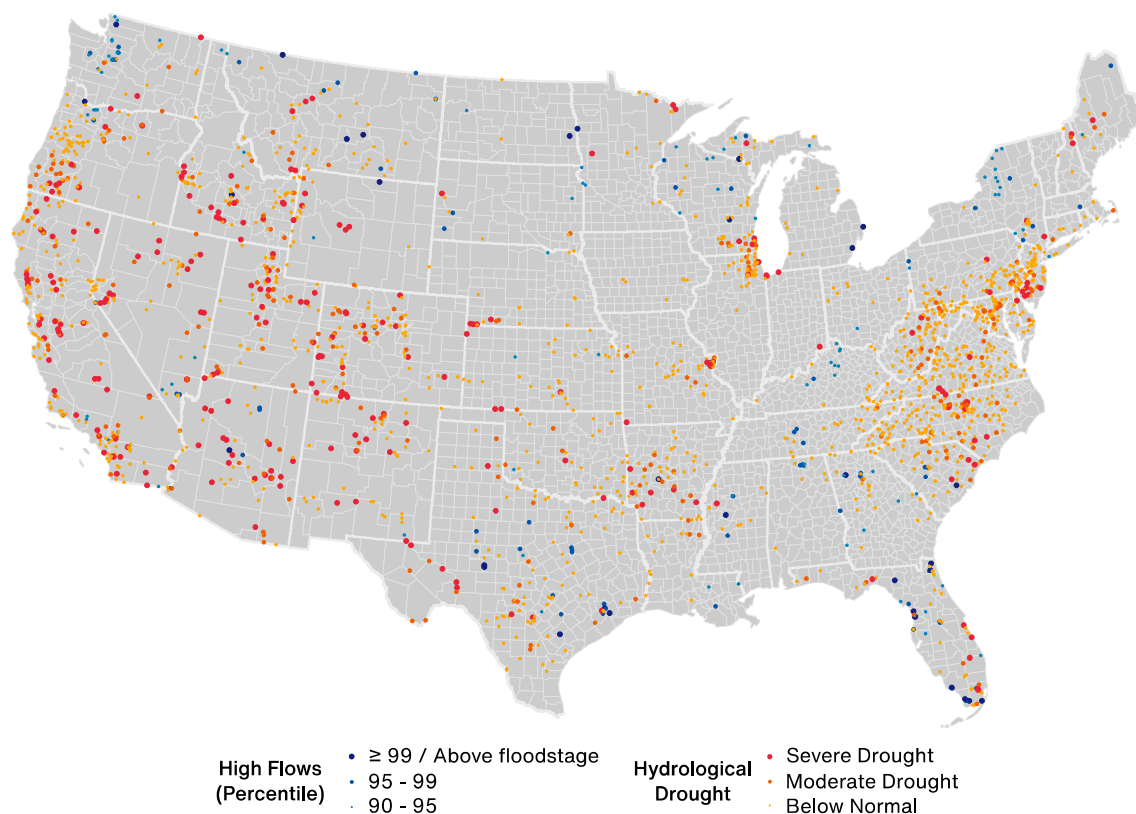 High Flows
(Percentile)
≥ 99 / Above floodstage
95 - 99
90 - 95
Hydrological
Drought
Severe Drought
Moderate Drought
Below Normal